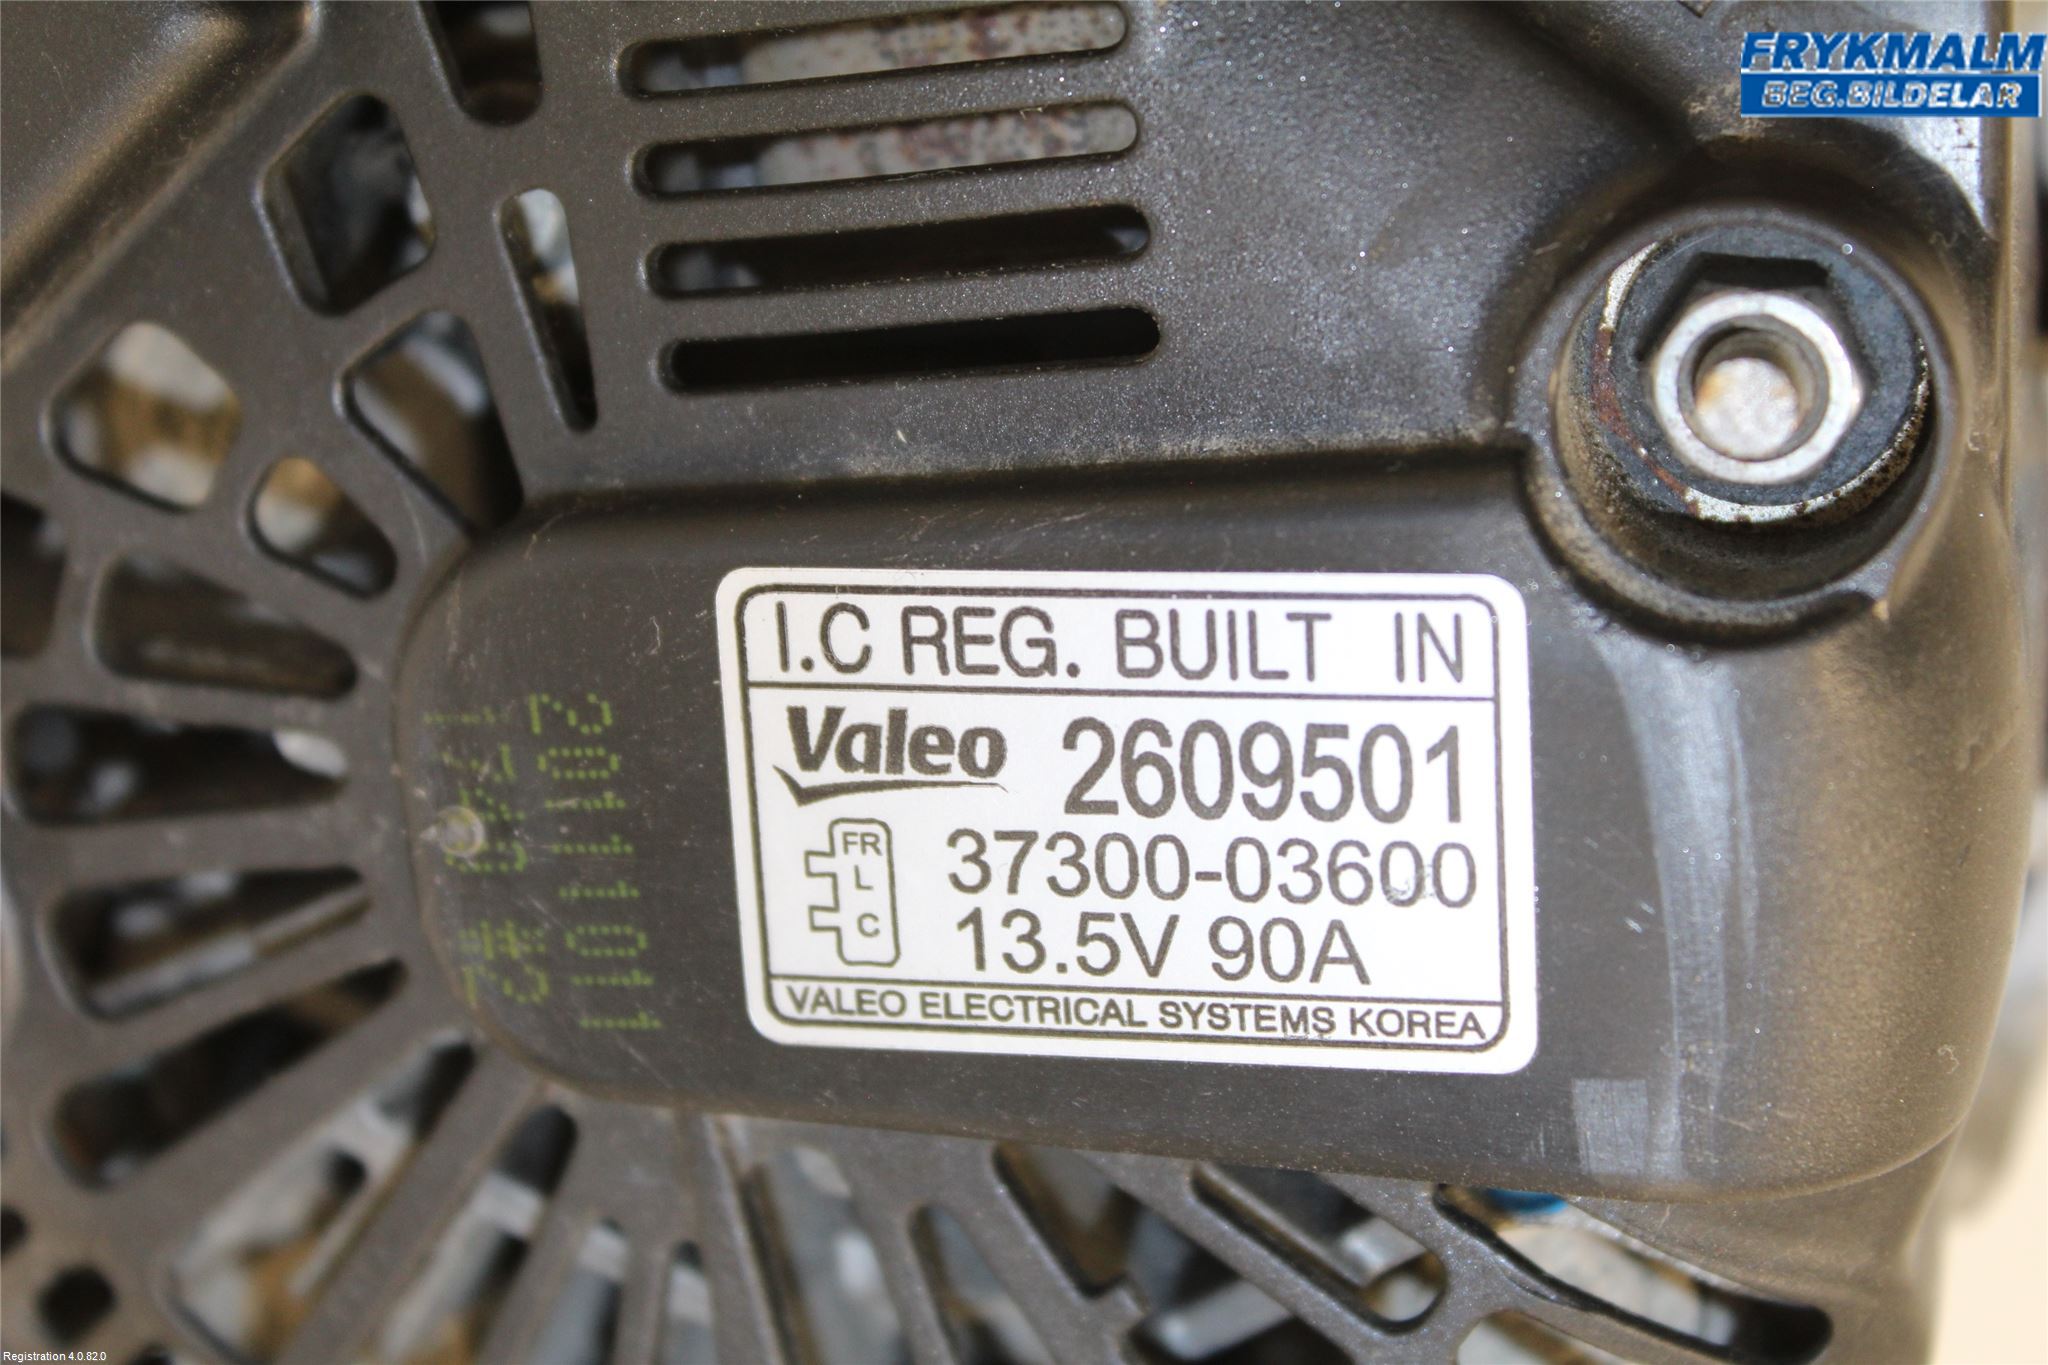 FRYKMALM
BEG.BILDELAR
I.C REG. BUILT IN
Valeo 2609501
FR
L
C
37300-03600
13.5V 90A
VALEO ELECTRICAL SYSTEMS KOREA
Registration 4.0.82.0